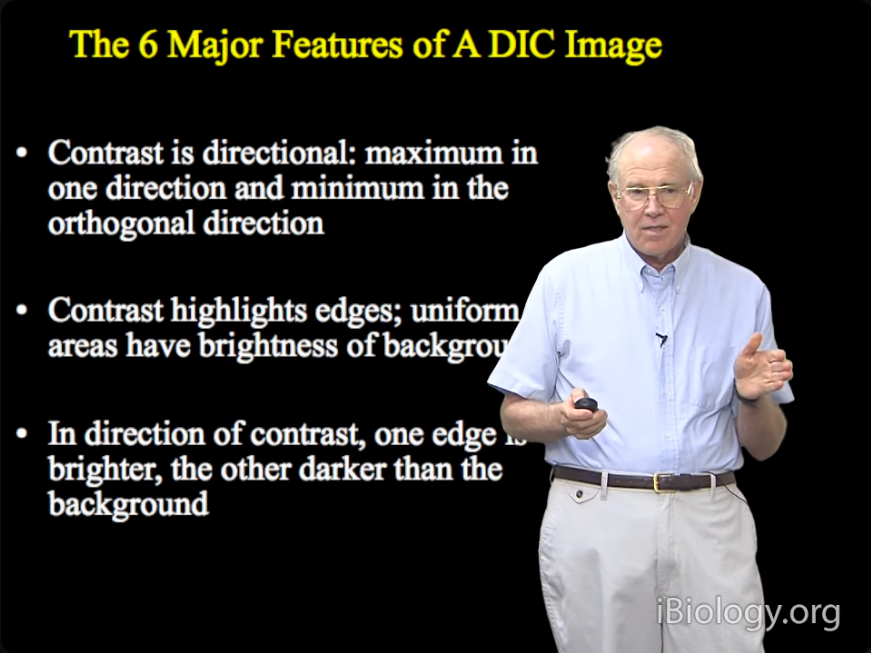 The 6 Major Features of A DIC Image
• Contrast is directional: maximum in
one direction and minimum in the
orthogonal direction
• Contrast highlights edges; uniform
areas have brightness of
• In direction of contrast, one edge is
brighter, the other darker than the
background
iBiology.org